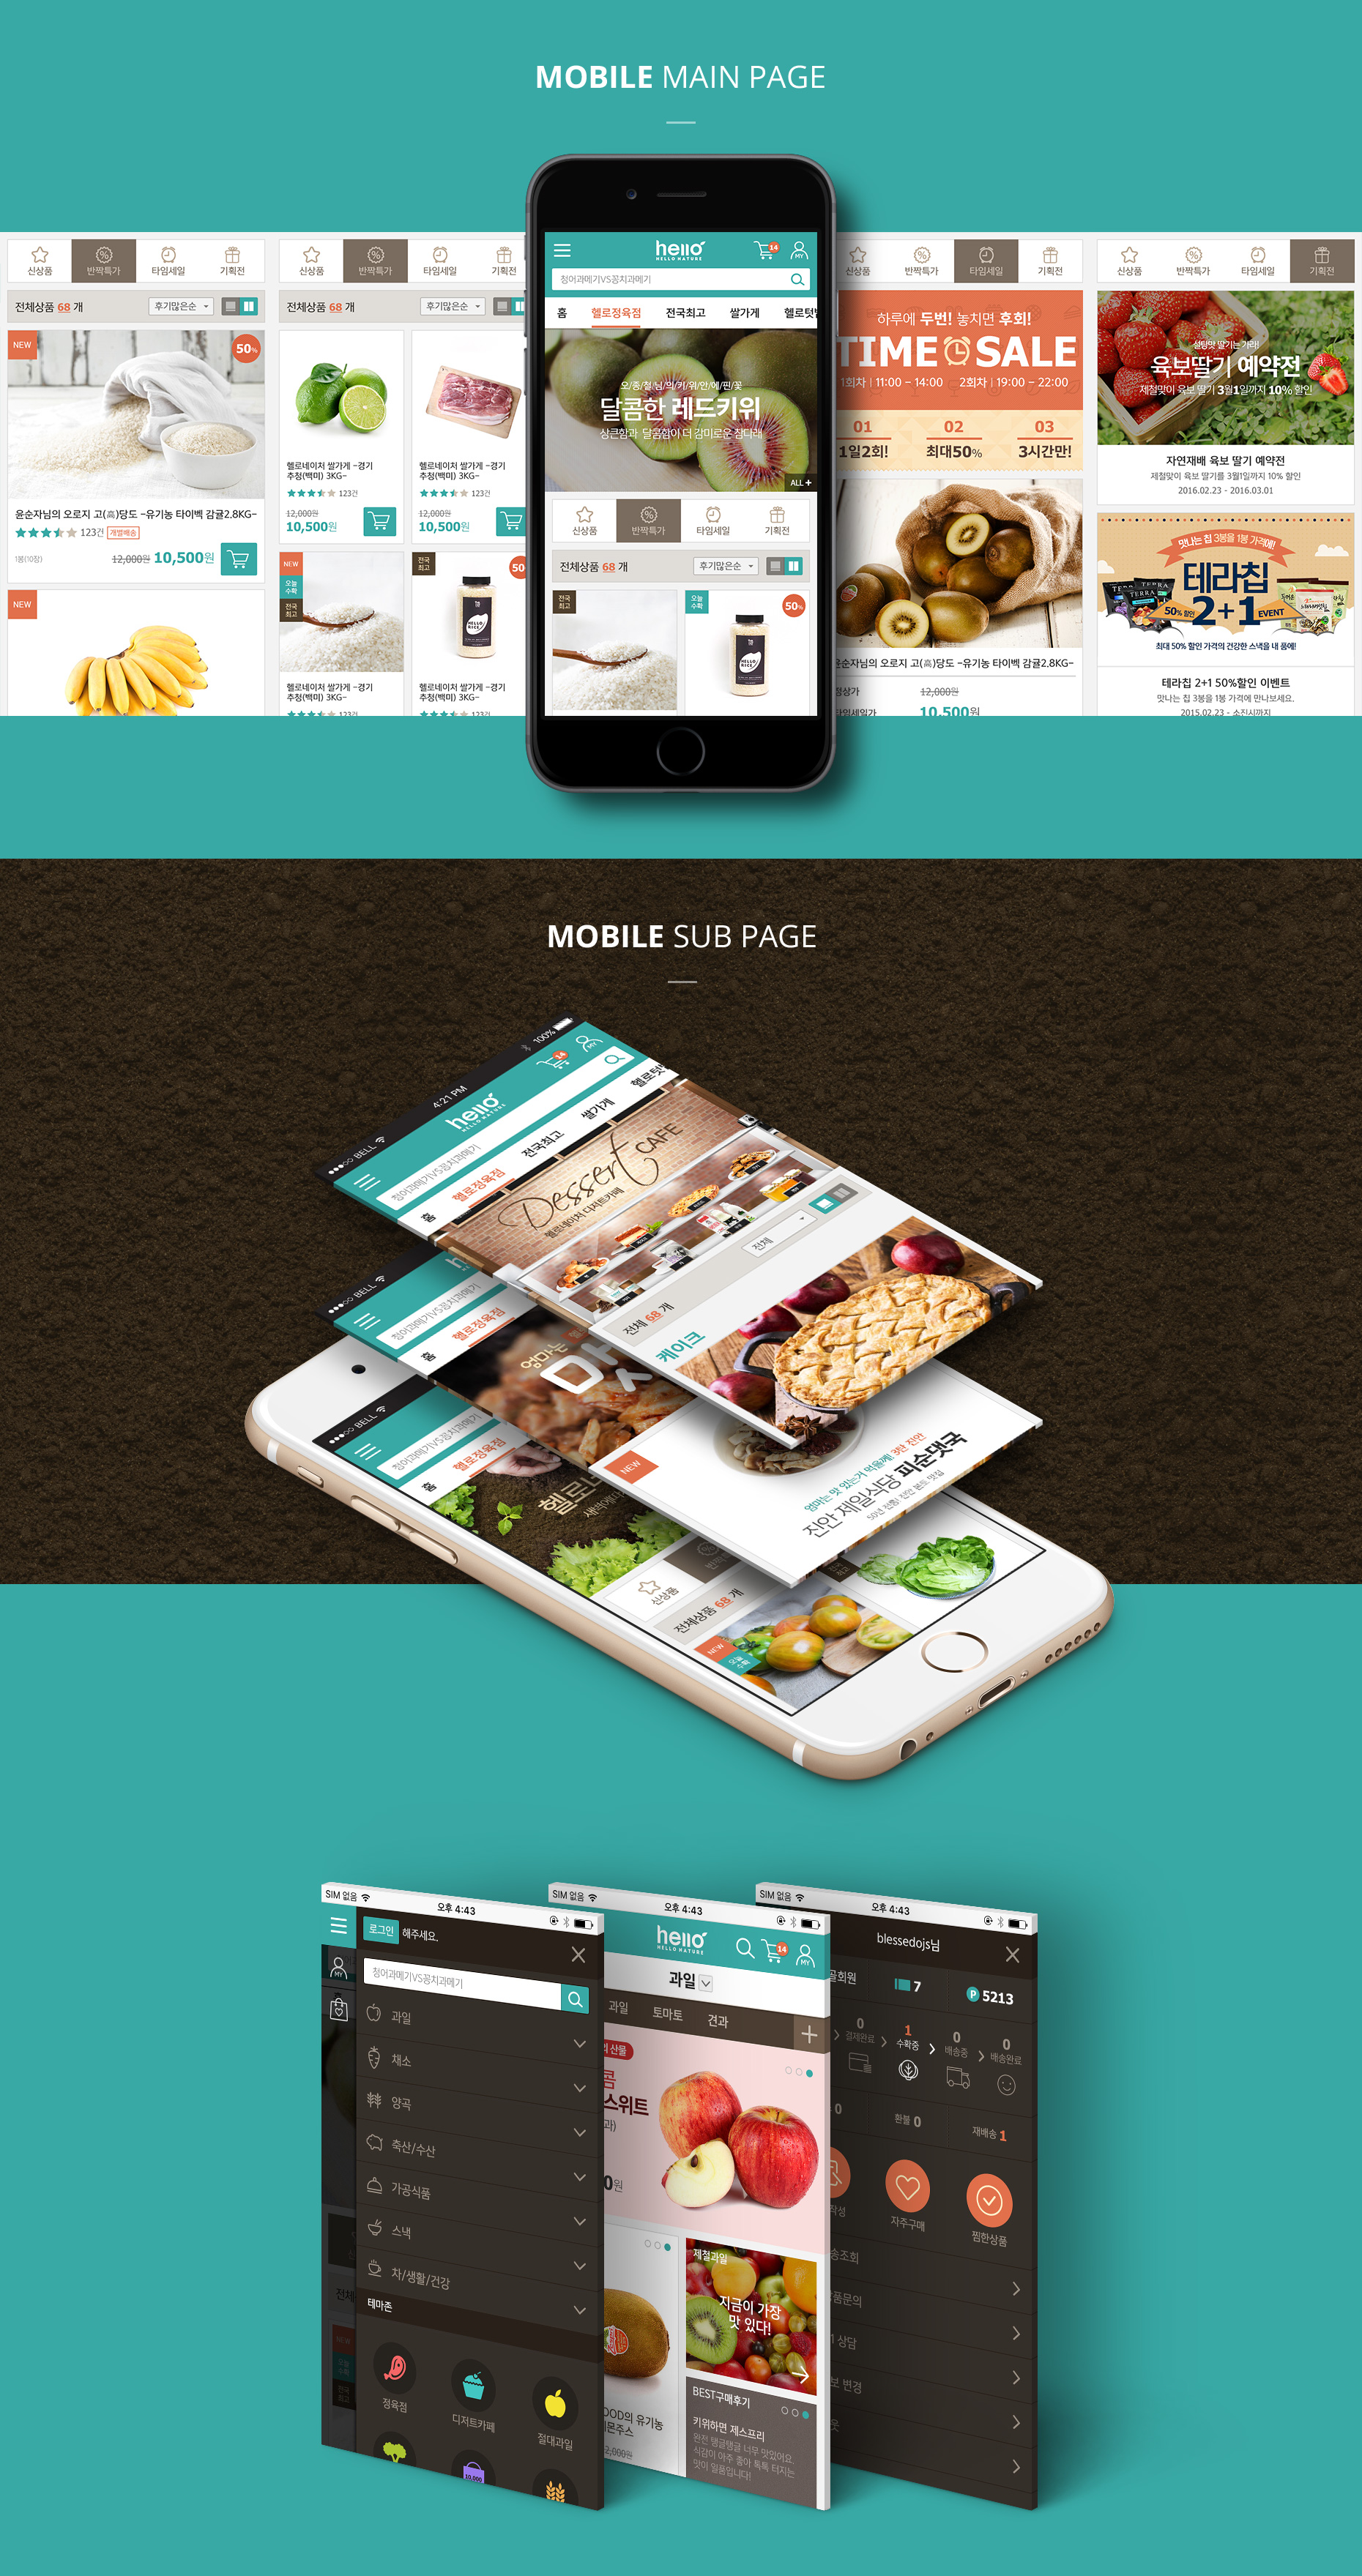 MOBILE MAIN PAGE
신상품
반짝특가
타임세일
기획전
전체상품 68 개
후기많은순
NEW
50%
윤순자님의 오로지 고(高)당도 -유기농 타이벡 감귤2,8KG-
123건
개별배송
1봉(10장)
12,000원 10,500원
NEW
신상품
반짝특가
타임세일
기획전
전체상품 68 개
후기많은순
헬로네이처 쌀가게 -경기
추청(백미) 3KG-
123건
12,000원
10,500원
헬로네이처 쌀가게 -경기
추청(백미) 3KG-
123건
12,000원
10,500원
NEW
오늘
수확
전국
최고
헬로네이처 쌀가게 -경기
추청(백미) 3KG-
123건
전국
최고
50
HELLO
RICE
헬로네이처 쌀가게 -경기
추청(백미) 3KG-
123건
hello
HELLO NATURE
14
MY
청어과메기VS꽁치과메기
홈
헬로정육점
전국최고
쌀가게
헬로텃밭
오/종/철/님/의/키/위/안/에/핀/꽃
달콤한 레드키위
상큼함과 달콤함이 더 감미로운 참다래
ALL +
신상품
반짝특가
타임세일
기획전
전체상품 68 개
후기많은순
전국
최고
오늘
수확
50%
HELLO
RICE
신상품
반짝특가
타임세일
기획전
하루에 두번! 놓치면 후회!
TIME SALE
1회차 | 11:00 - 14:00 2회차 | 19:00 - 22:00
01
1일2회!
02
최대50%
03
3시간만!
윤순자님의 오로지 고(高)당도 -유기농 타이벡 감귤2,8KG-
정상가
12,000원
타임세일가
10,500원
신상품
반짝특가
타임세일
기획전
설탕맛 딸기는 가라!
육보딸기 예약전
제철맞이 육보 딸기 3월1일까지 10% 할인
자연재배 육보 딸기 예약전
제철맞이 육보 딸기를 3월1일까지 10% 할인
2016.02.23 - 2016.03.01
맛나는 칩 3봉을 1봉 가격에!
테라칩
50% 할인
2+1 EVENT
TERRA
TERRA
최대 50% 할인 가격의 건강한 스낵을 내 품에!
테라칩 2+1 50%할인 이벤트
맛나는 칩 3봉을 1봉 가격에 만나보세요.
2015.02.23 - 소진시까지
MOBILE SUB PAGE
BELL
4:21 PM
100%
hello
HELLO NATURE
14
MY
청어과메기VS꽁치과메기
홈
헬로정육점
전국최고
쌀가게
헬로텃밭
Dessert CAFE
헬로네이처 디저트카페
전체 68 개
전체
케이크
BELL
청어과메기VS꽁치과메기
홈
헬로정육점
엄마는
맛
NEW
엄마는 맛 있는거 먹을께! 3탄 진안
진안 제일식당 피순댓국
50년 전통! 진안 본토 맛집
BELL
청어과메기VS꽁치과메기
홈
헬로정육점
헬로
신상품
전체상품 68 개
NEW
오늘
수확
SIM 없음
오후 4:43
로그인 해주세요.
MY
청어과메기VS꽁치과메기
과일
채소
양곡
축산/수산
가공식품
스낵
차/생활/건강
테마존
정육점
디저트카페
절대과일
10,000
전체
NEW
오늘
수확
전국
최고
SIM 없음
오후 4:43
hello
HELLO NATURE
14
MY
과일
과일
토마토
견과
의 산물
콤
스위트
과)
0원
제철과일
지금이 가장
맛 있다!
OOD의 유기농
몬주스
2,000원
BEST구매후기
키위하면 제스프리
완전 탱글탱글 너무 맛있어요.
식감이 아주 좋아 톡톡 터지는
맛이 일품입니다!
SIM 없음
오후 4:43
blessedojs님
골회원
7
P 5213
0
결제완료
1
수확중
0
배송중
0
배송완료
0
환불 0
재배송 1
작성
자주구매
찜한상품
송조회
품문의
1 상담
보 변경
웃